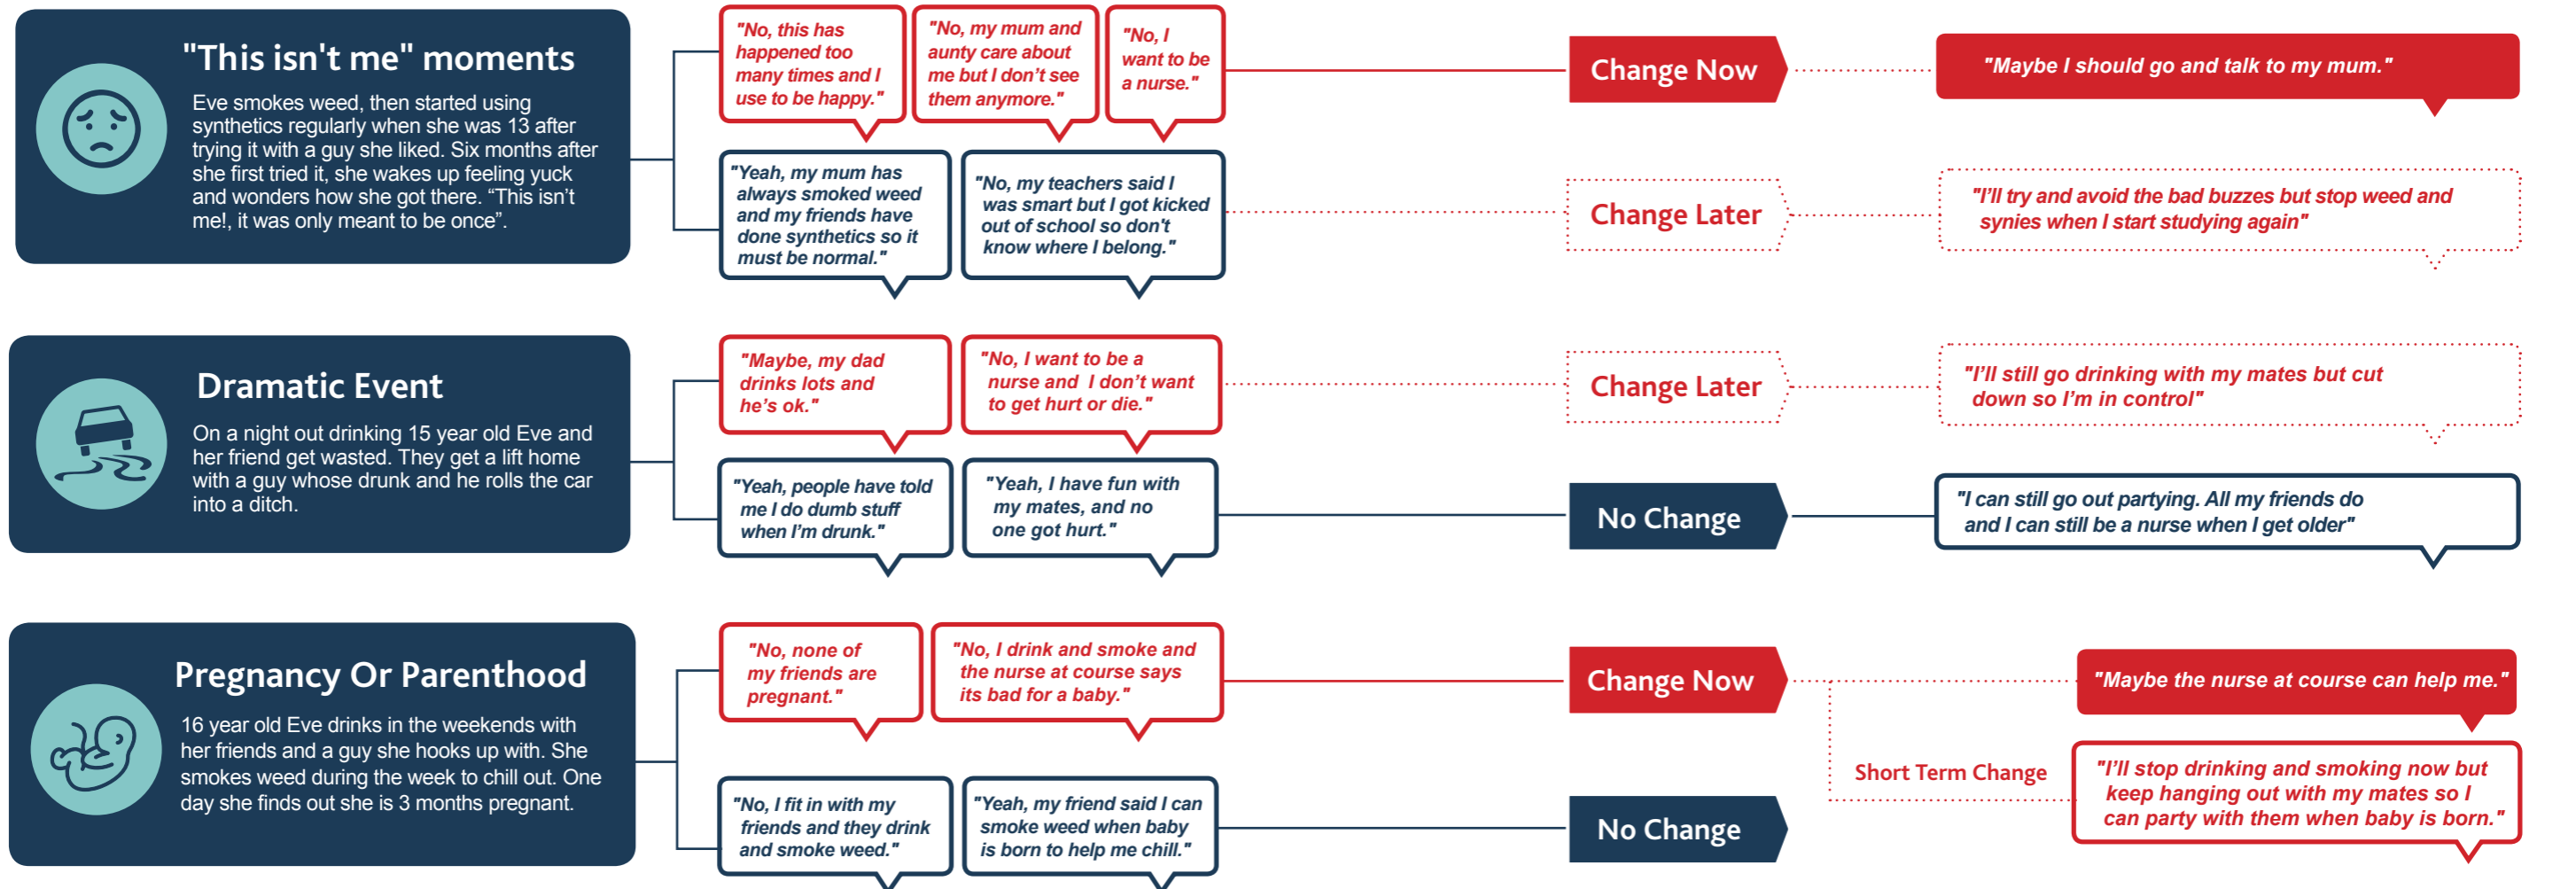 "This isn't me" moments
Eve smokes weed, then started using
synthetics regularly when she was 13 after
trying it with a guy she liked. Six months after
she first tried it, she wakes up feeling yuck
and wonders how she got there. “This isn’t
me!, it was only meant to be once”.
"No, this has
happened too
many times and I
use to be happy."
"No, my mum and
aunty care about
me but I don’t see
them anymore."
"No, I
want to be
a nurse."
Change Now
"Maybe I should go and talk to my mum."
"Yeah, my mum has
always smoked weed
and my friends have
done synthetics so it
must be normal."
"No, my teachers said I
was smart but I got kicked
out of school so don't
know where I belong."
Change Later
"I’ll try and avoid the bad buzzes but stop weed and
synies when I start studying again"
Dramatic Event
On a night out drinking 15 year old Eve and
her friend get wasted. They get a lift home
with a guy whose drunk and he rolls the car
into a ditch.
"Maybe, my dad
drinks lots and
he’s ok."
"No, I want to be a
nurse and I don’t want
to get hurt or die."
Change Later
"I’ll still go drinking with my mates but cut
down so I’m in control"
"Yeah, people have told
me I do dumb stuff
when I’m drunk."
"Yeah, I have fun with
my mates, and no
one got hurt."
No Change
"I can still go out partying. All my friends do
and I can still be a nurse when I get older"
Pregnancy Or Parenthood
16 year old Eve drinks in the weekends with
her friends and a guy she hooks up with. She
smokes weed during the week to chill out. One
day she finds out she is 3 months pregnant.
"No, none of
my friends are
pregnant."
"No, I drink and smoke and
the nurse at course says
its bad for a baby."
Change Now
"Maybe the nurse at course can help me."
Short Term Change
"I’ll stop drinking and smoking now but
keep hanging out with my mates so I
can party with them when baby is born."
"No, I fit in with my
friends and they drink
and smoke weed."
"Yeah, my friend said I can
smoke weed when baby
is born to help me chill."
No Change